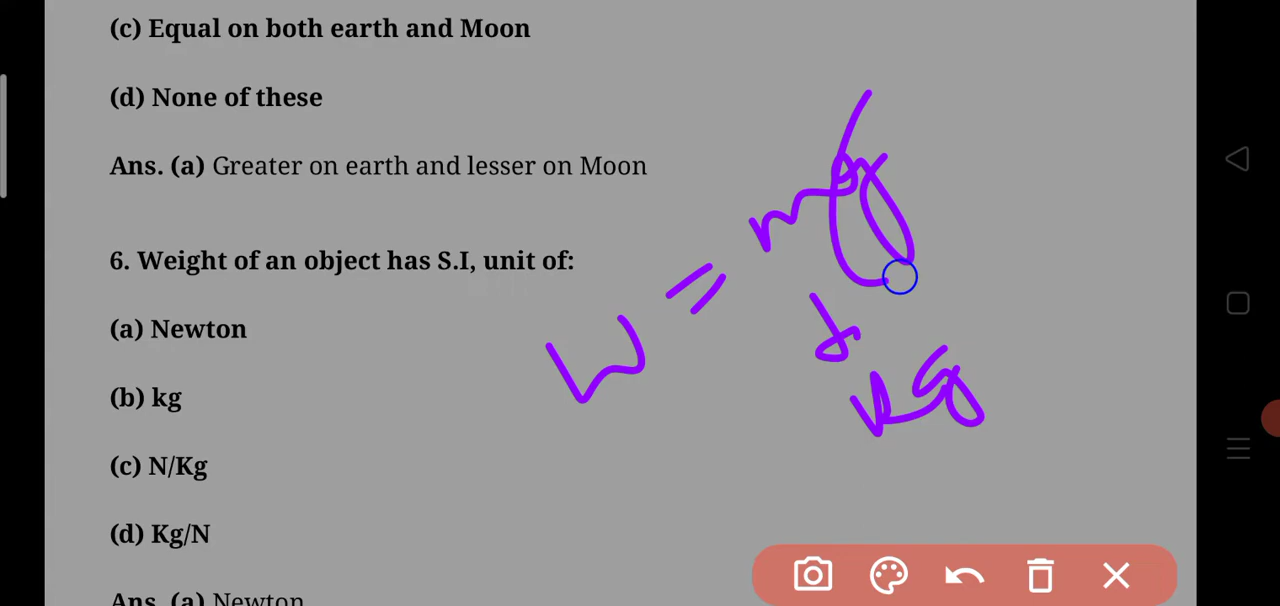 (c) Equal on both earth and Moon
(d) None of these
Ans. (a) Greater on earth and lesser on Moon
6. Weight of an object has S.I, unit of:
(a) Newton
(b) kg
(c) N/Kg
(d) Kg/N
Ans. (a) Newton
W = mg
kg